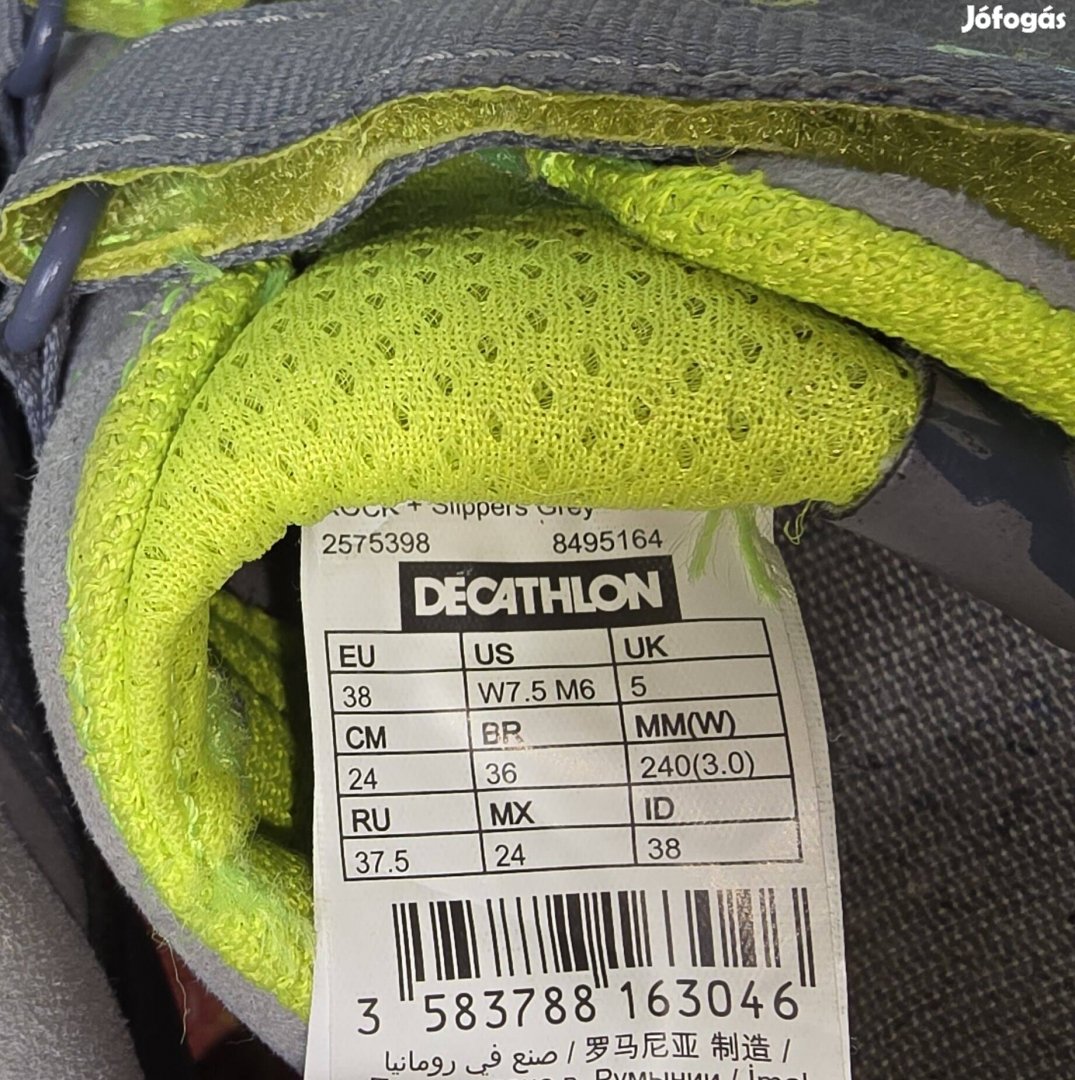 Jófogás
ROCK + Slippers Grey
2575398 8495164
DECATHLON
EU US UK
38 W7.5 M6 5
CM BR MM(W)
24 36 240(3.0)
RU MX ID
37.5 24 38
3 583788 163046
صنع في رومانيا / 罗马尼亚 制造 /